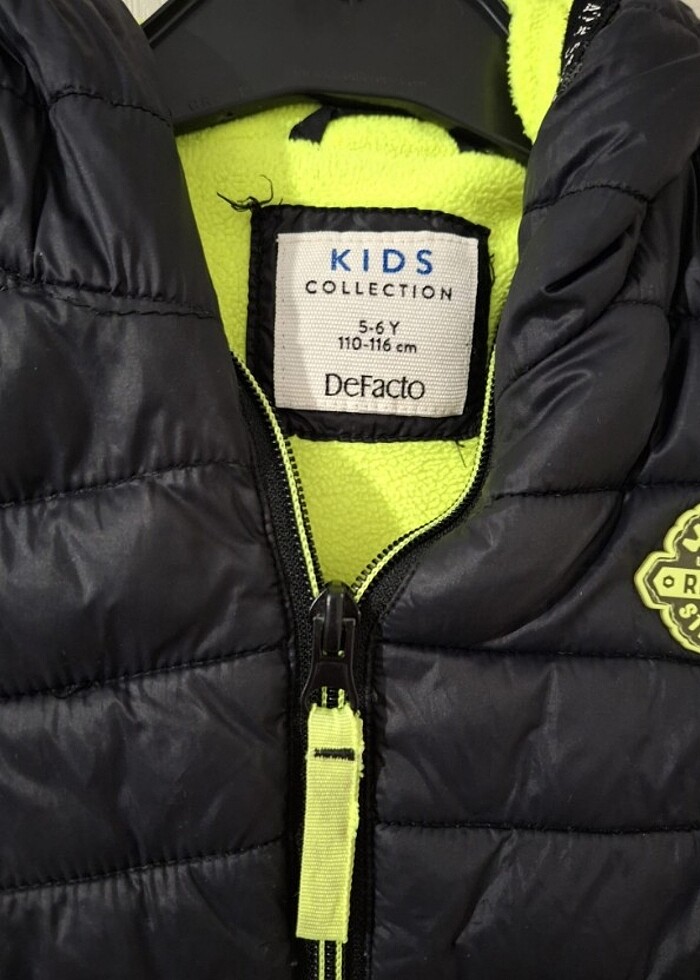 KIDS
COLLECTION
5-6 Y
110-116 cm
DeFacto